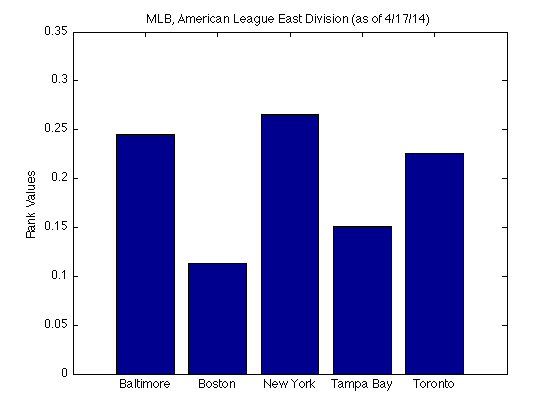 MLB, American League East Division (as of 4/17/14)
0.35
0.3
0.25
0.2
0.15
0.1
0.05
0
Rank Values
Baltimore Boston New York Tampa Bay Toronto